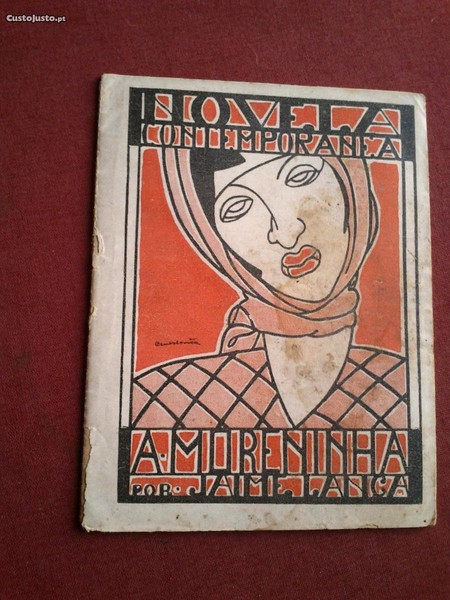 CustoJusto.pt
NOVELA
CONTEMPORANEA
A MORENINHA
POR: JAIME LANÇA